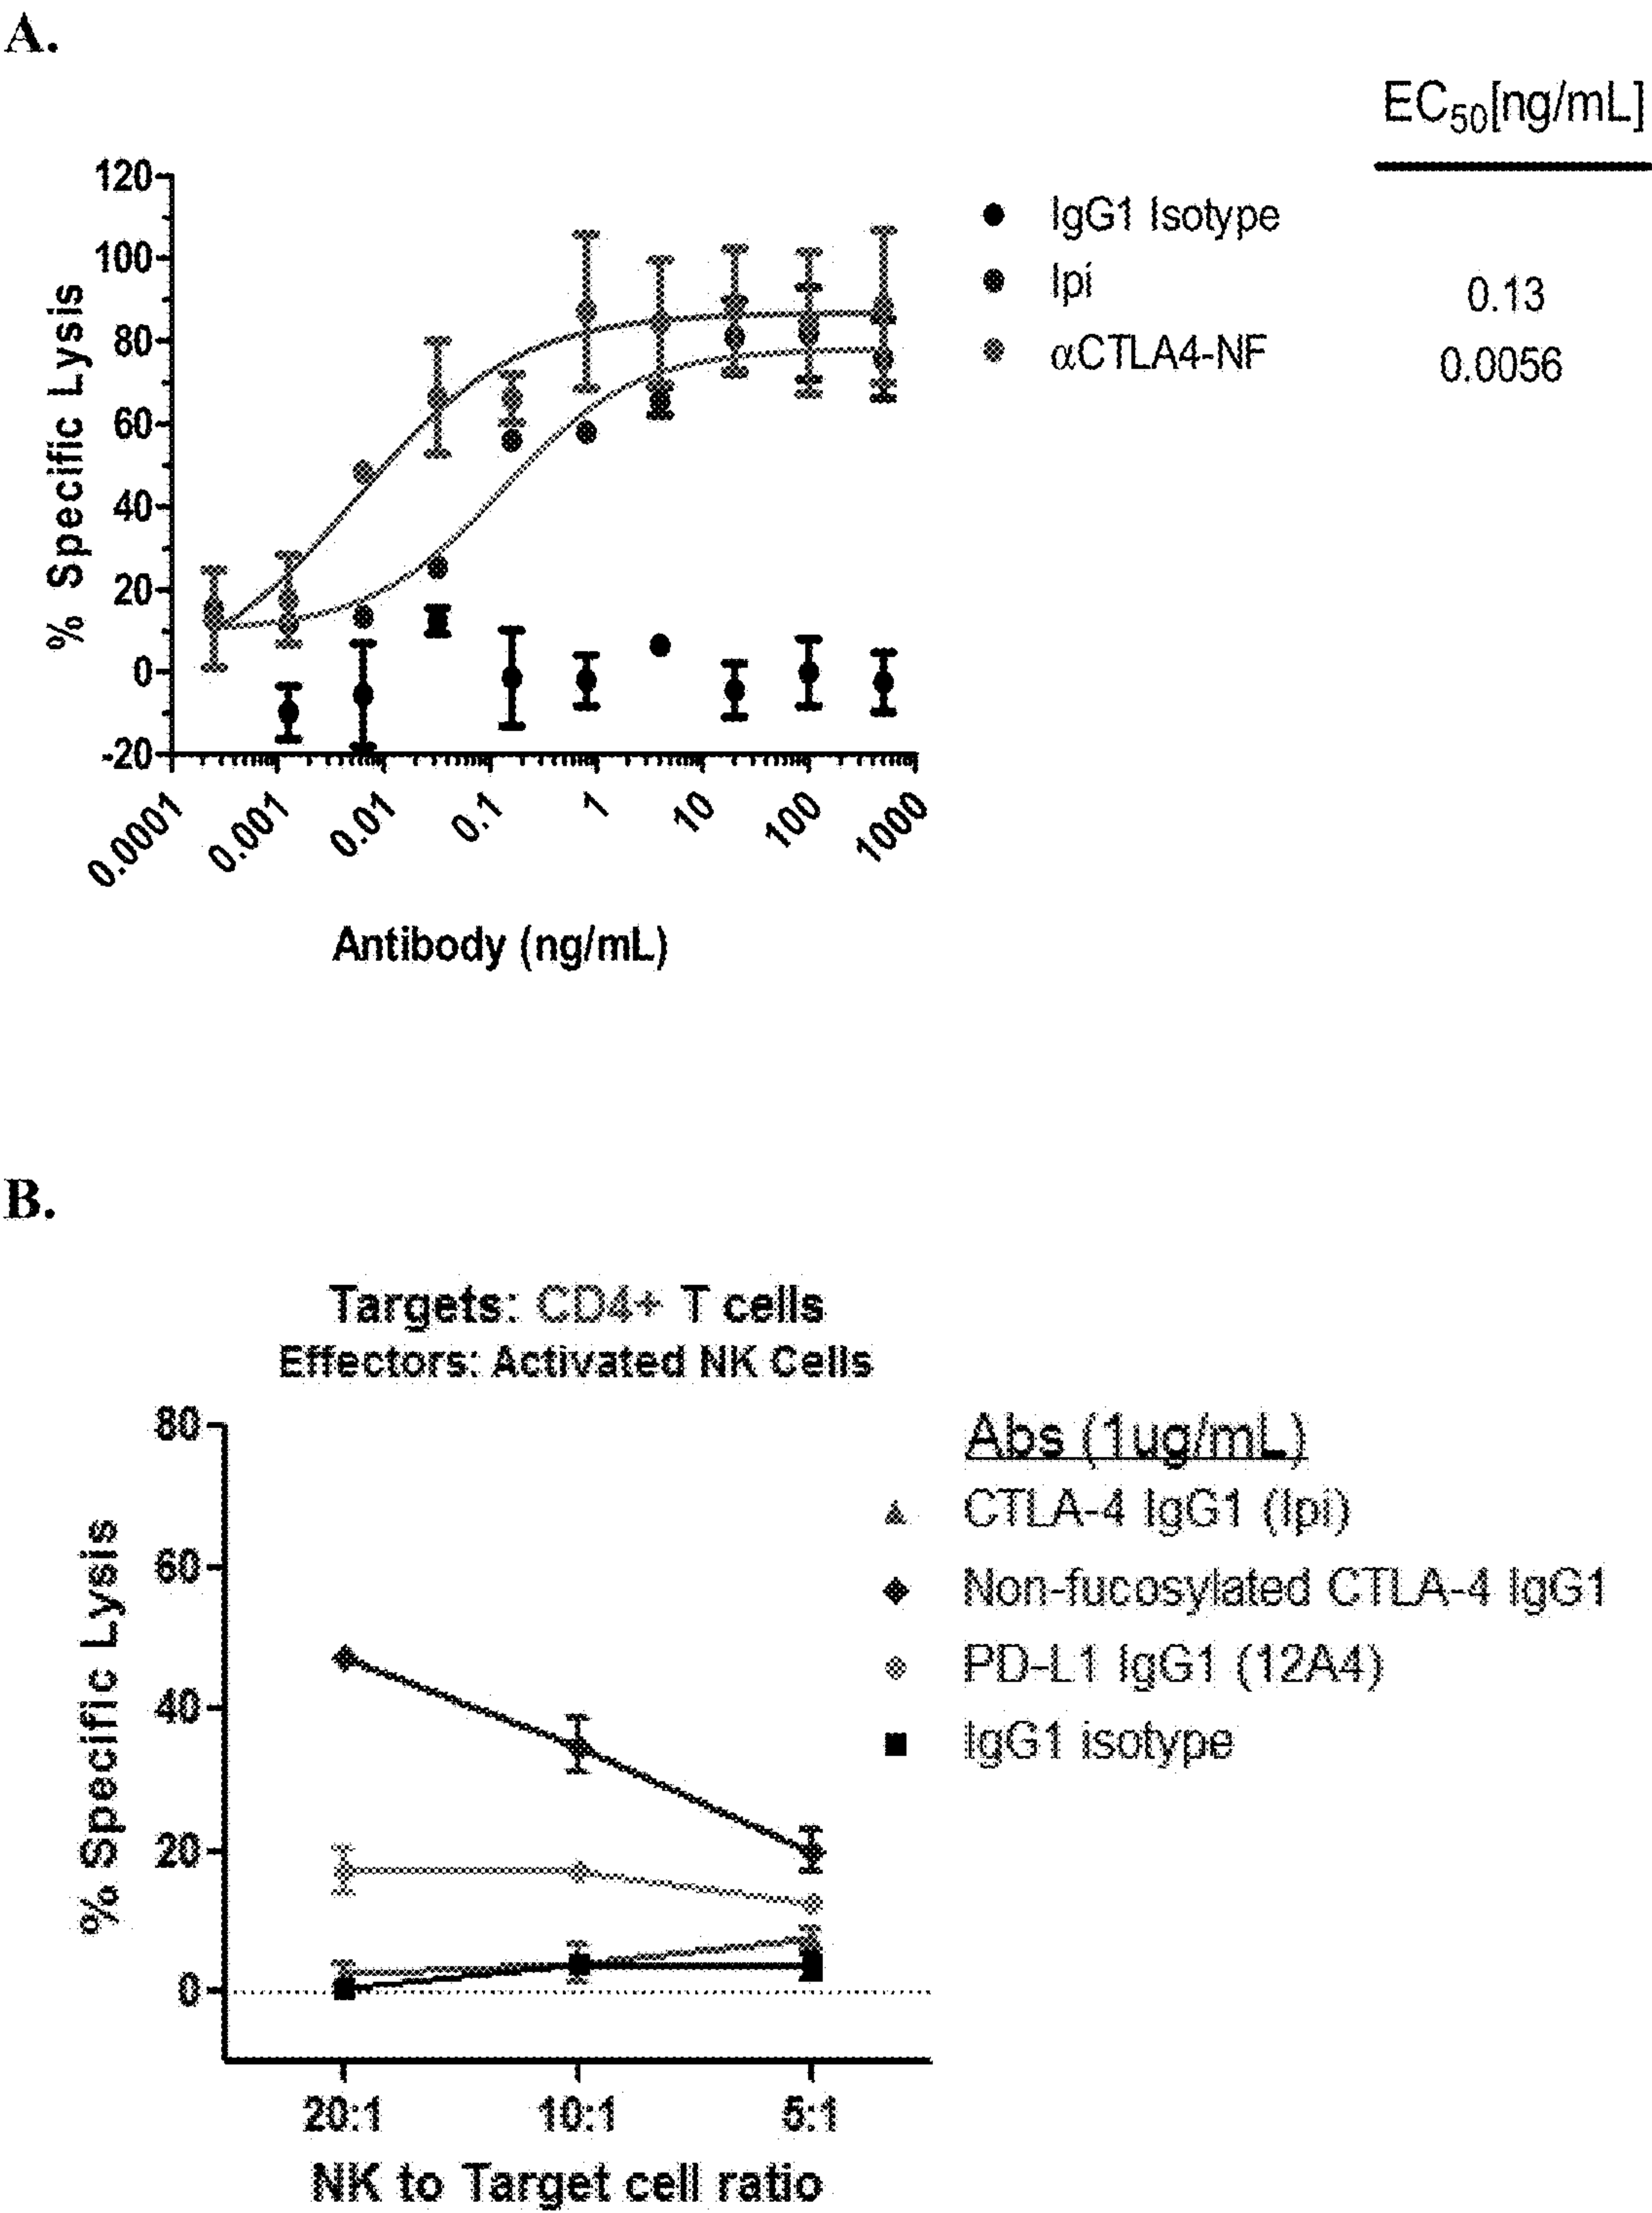 A.
EC50[ng/mL]
IgG1 Isotype
Ipi 0.13
αCTLA4-NF 0.0056
% Specific Lysis
120
100
80
60
40
20
0
-20
0.0001 0.001 0.01 0.1 1 10 100 1000
Antibody (ng/mL)
B.
Targets: CD4+ T cells
Effectors: Activated NK Cells
Abs (1ug/mL)
CTLA-4 IgG1 (Ipi)
Non-fucosylated CTLA-4 IgG1
PD-L1 IgG1 (12A4)
IgG1 isotype
% Specific Lysis
80
60
40
20
0
20:1 10:1 5:1
NK to Target cell ratio